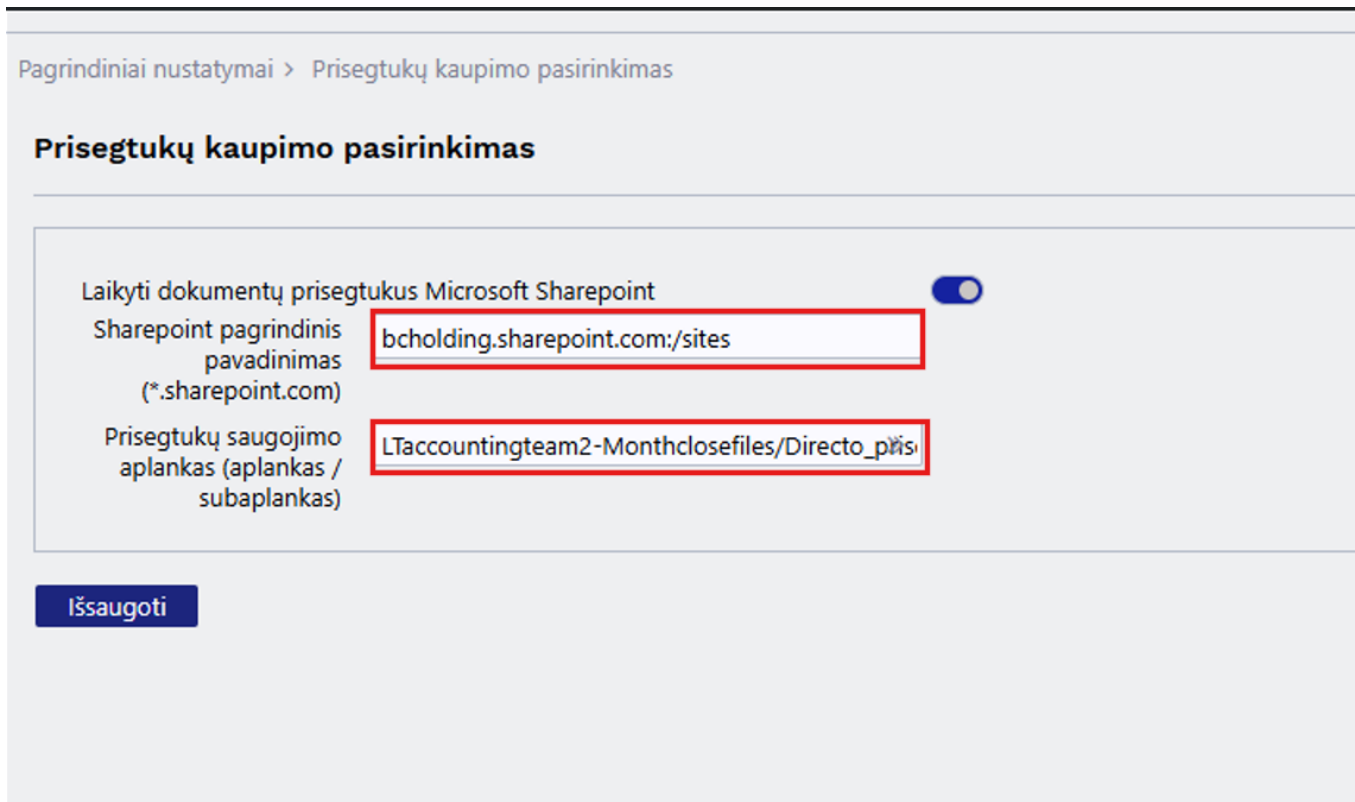 Pagrindiniai nustatymai > Prisegtukų kaupimo pasirinkimas
Prisegtukų kaupimo pasirinkimas
Laikyti dokumentų prisegtukus Microsoft Sharepoint
Sharepoint pagrindinis
pavadinimas
(*.sharepoint.com)
bcholding.sharepoint.com:/sites
Prisegtukų saugojimo
aplankas (aplankas /
subaplankas)
LTaccountingteam2-Monthclosefiles/Directo_
Išsaugoti